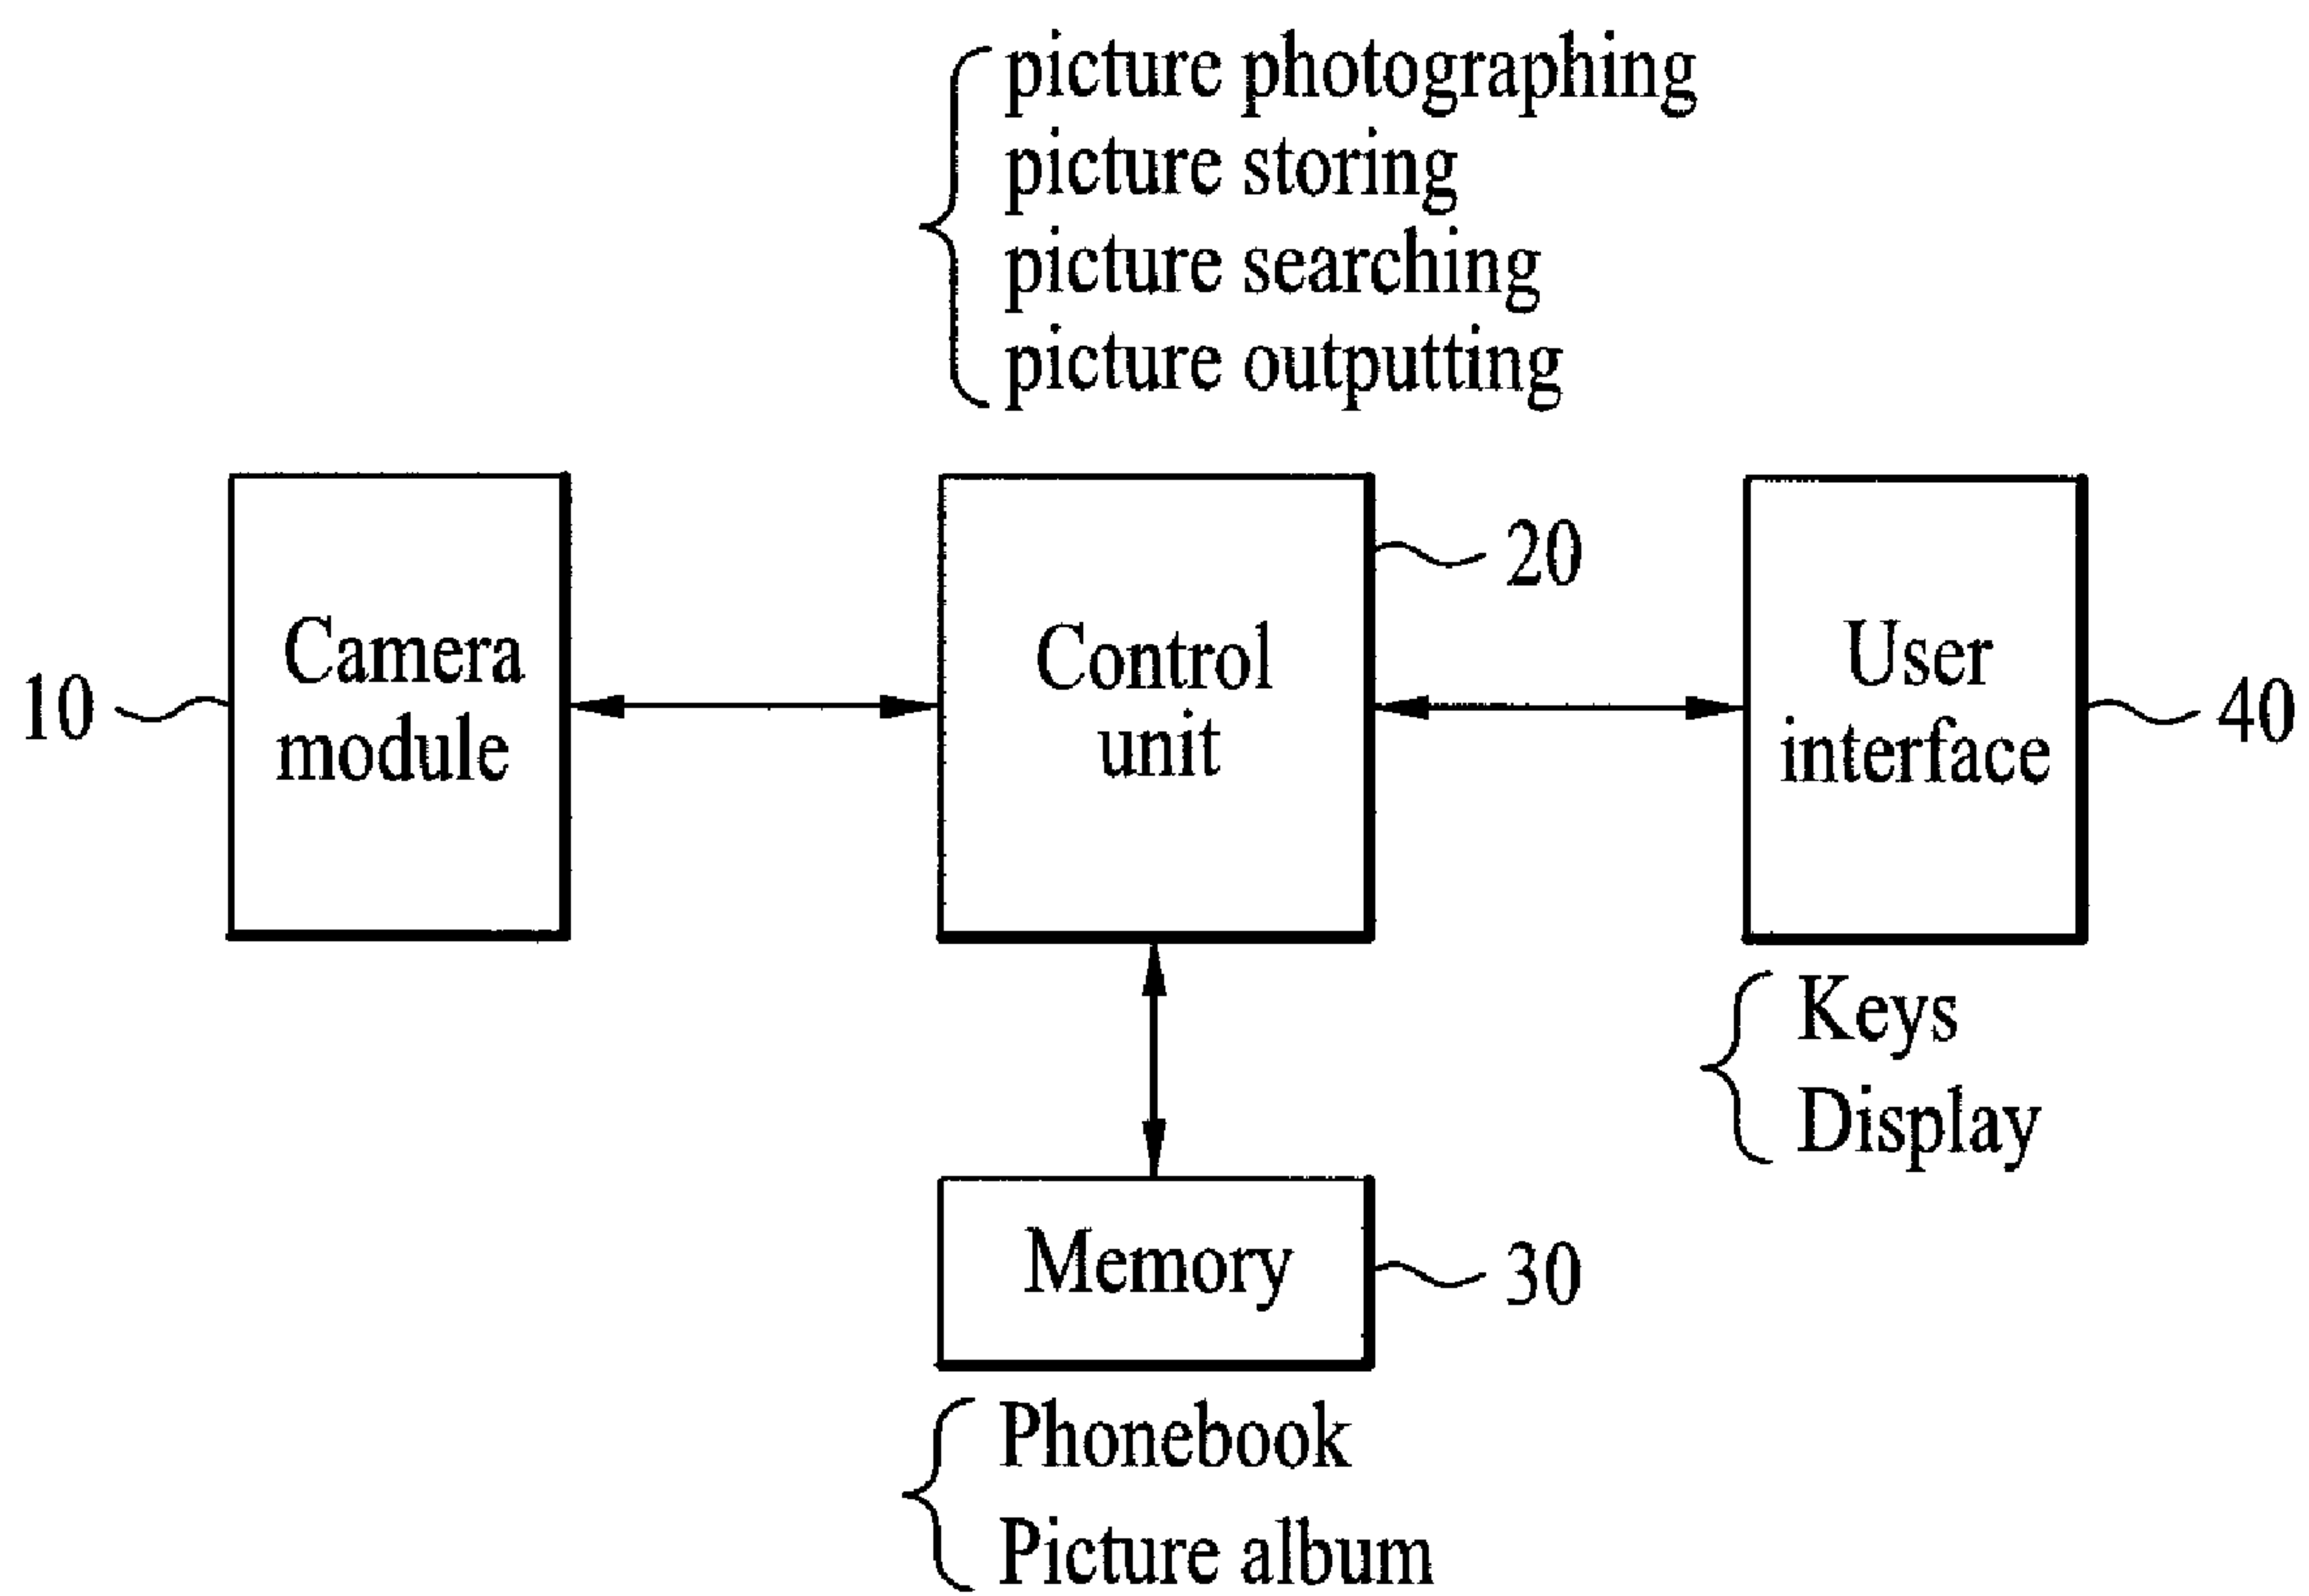 picture photographing
picture storing
picture searching
picture outputting
20
Camera
module
Control
unit
User
interface
10
40
Keys
Display
Memory
30
Phonebook
Picture album